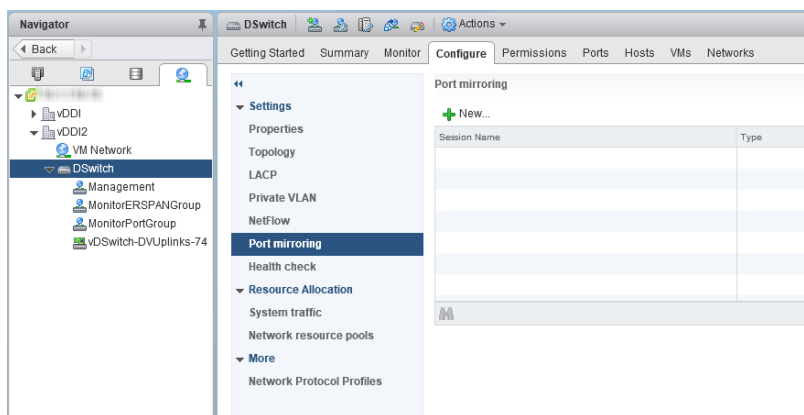 Navigator
Back
vDDI
vDDI2
VM Network
DSwitch
Management
MonitorERSPANGroup
MonitorPortGroup
vDSwitch-DVUplinks-74
DSwitch
Actions
Getting Started Summary Monitor Configure Permissions Ports Hosts VMs Networks
Settings
Properties
Topology
LACP
Private VLAN
NetFlow
Port mirroring
Health check
Resource Allocation
System traffic
Network resource pools
More
Network Protocol Profiles
Port mirroring
New...
Session Name Type